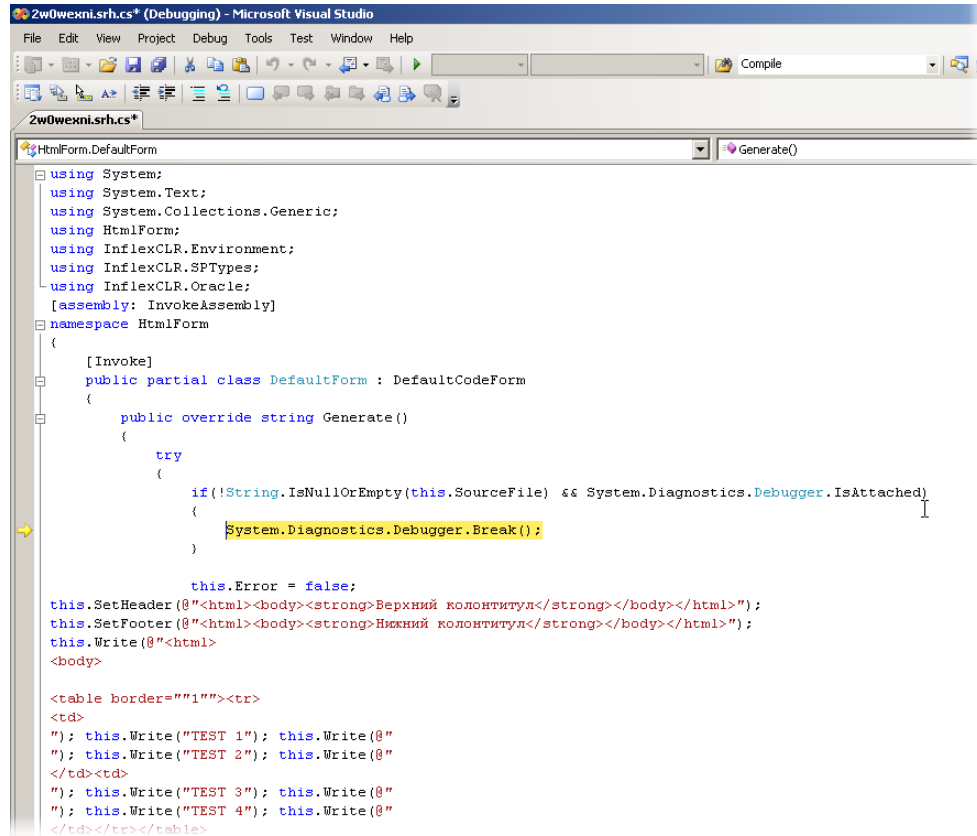 2w0wexni.srh.cs* (Debugging) - Microsoft Visual Studio
File Edit View Project Debug Tools Test Window Help
Compile
2w0wexni.srh.cs*
HtmlForm.DefaultForm Generate()
using System;
using System.Text;
using System.Collections.Generic;
using HtmlForm;
using InflexCLR.Environment;
using InflexCLR.SPTypes;
using InflexCLR.Oracle;
[assembly: InvokeAssembly]
namespace HtmlForm
{
[Invoke]
public partial class DefaultForm : DefaultCodeForm
{
public override string Generate()
{
try
{
if(!String.IsNullOrEmpty(this.SourceFile) && System.Diagnostics.Debugger.IsAttached)
{
System.Diagnostics.Debugger.Break();
}
this.Error = false;
this.SetHeader(@"<html><body><strong>Верхний колонтитул</strong></body></html>");
this.SetFooter(@"<html><body><strong>Нижний колонтитул</strong></body></html>");
this.Write(@"<html>
<body>
<table border=""1""><tr>
<td>
"); this.Write("TEST 1"); this.Write(@"
"); this.Write("TEST 2"); this.Write(@"
</td><td>
"); this.Write("TEST 3"); this.Write(@"
"); this.Write("TEST 4"); this.Write(@"
</td></tr></table>